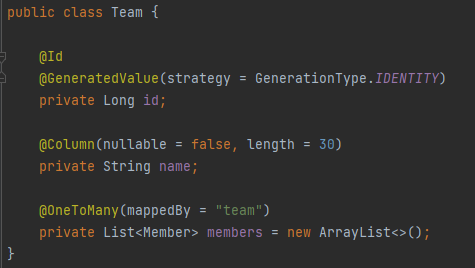 public class Team {
@Id
@GeneratedValue(strategy = GenerationType.IDENTITY)
private Long id;
@Column(nullable = false, length = 30)
private String name;
@OneToMany(mappedBy = "team")
private List<Member> members = new ArrayList<>();
}